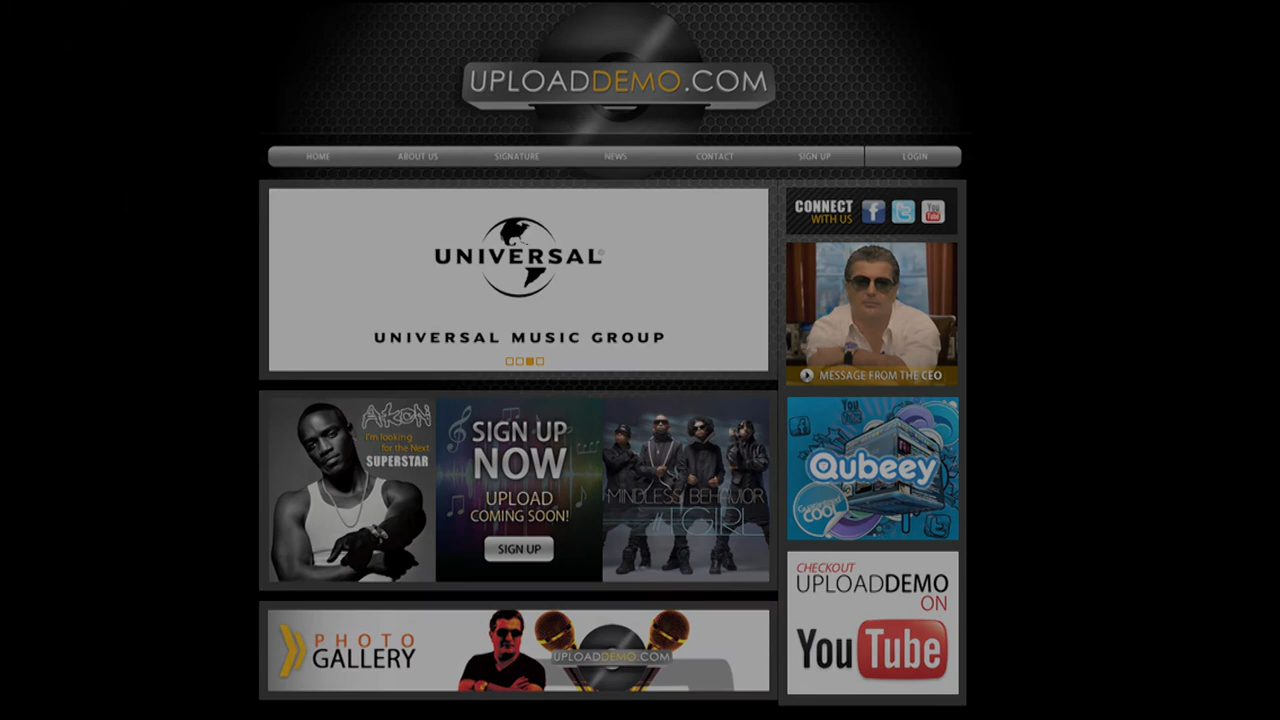 UPLOADDEMO.COM
HOME ABOUT US SIGNATURE NEWS CONTACT SIGN UP LOGIN
UNIVERSAL
UNIVERSAL MUSIC GROUP
CONNECT
WITH US
You
Tube
MESSAGE FROM THE CEO
AKON
I'm looking
for the Next
SUPERSTAR
SIGN UP
NOW
UPLOAD
COMING SOON!
SIGN UP
MINDLESS BEHAVIOR
#1 GIRL
QUBEEY
COOL
PHOTO
GALLERY
UPLOADDEMO.COM
CHECKOUT
UPLOADDEMO
ON
YouTube